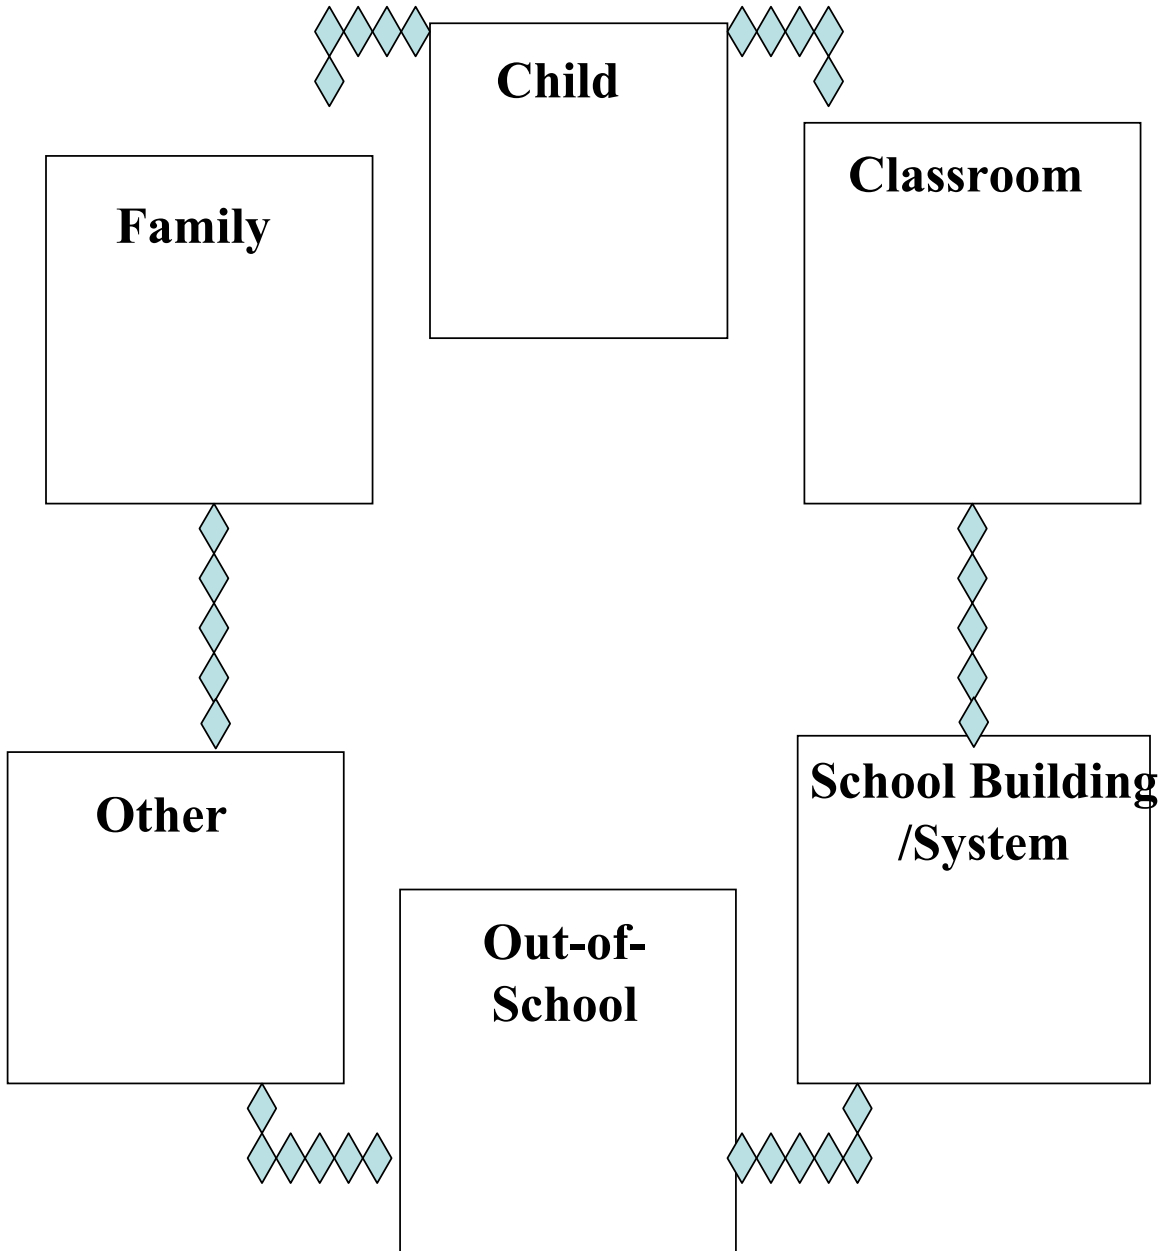 Child
Classroom
Family
School Building
/System
Other
Out-of-
School